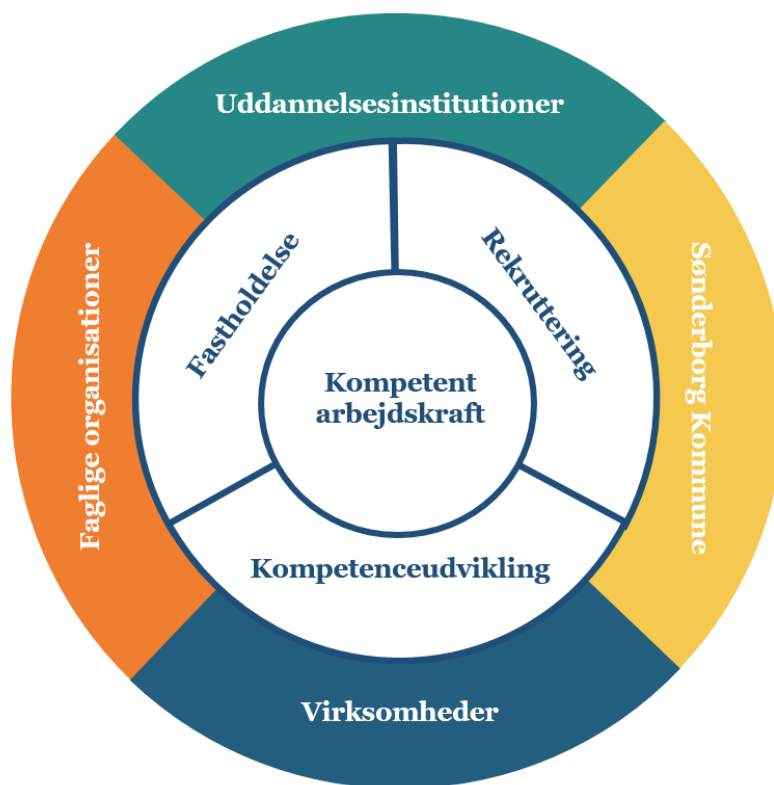 Uddannelsesinstitutioner
Faglige organisationer
Fastholdelse
Rekruttering
Sønderborg Kommune
Kompetent
arbejdskraft
Kompetenceudvikling
Virksomheder